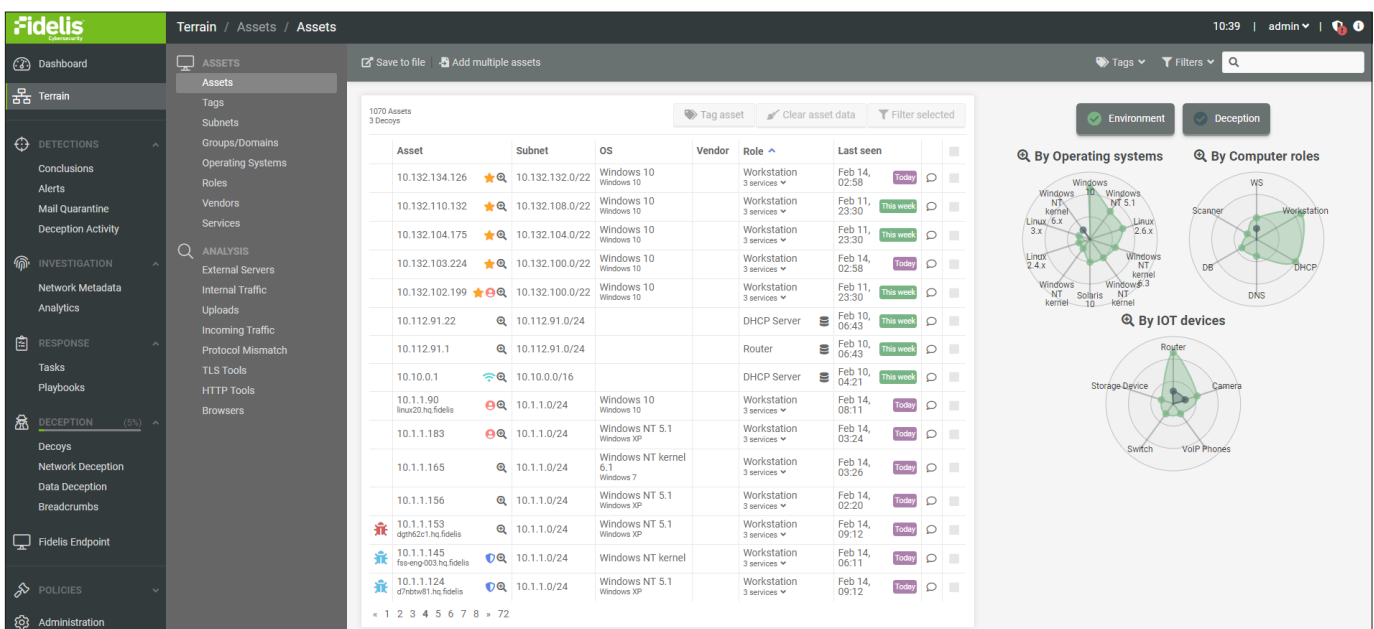 Fidelis
Cybersecurity
Terrain / Assets / Assets
10:39 | admin |
Dashboard
Terrain
DETECTIONS
Conclusions
Alerts
Mail Quarantine
Deception Activity
INVESTIGATION
Network Metadata
Analytics
RESPONSE
Tasks
Playbooks
DECEPTION (5%)
Decoys
Network Deception
Data Deception
Breadcrumbs
Fidelis Endpoint
POLICIES
Administration
ASSETS
Assets
Tags
Subnets
Groups/Domains
Operating Systems
Roles
Vendors
Services
ANALYSIS
External Servers
Internal Traffic
Uploads
Incoming Traffic
Protocol Mismatch
TLS Tools
HTTP Tools
Browsers
Save to file | Add multiple assets
Tags Filters
1070 Assets
3 Decoys
Tag asset Clear asset data Filter selected
Asset Subnet OS Vendor Role Last seen
10.132.134.126 10.132.132.0/22 Windows 10 Windows 10 Workstation 3 services Feb 14, 02:58 Today
10.132.110.132 10.132.108.0/22 Windows 10 Windows 10 Workstation 3 services Feb 11, 23:30 This week
10.132.104.175 10.132.104.0/22 Windows 10 Windows 10 Workstation 3 services Feb 11, 23:30 This week
10.132.103.224 10.132.100.0/22 Windows 10 Windows 10 Workstation 3 services Feb 14, 02:58 Today
10.132.102.199 10.132.100.0/22 Windows 10 Windows 10 Workstation 3 services Feb 11, 23:30 This week
10.112.91.22 10.112.91.0/24 DHCP Server Feb 10, 06:43 This week
10.112.91.1 10.112.91.0/24 Router Feb 10, 06:43 This week
10.10.0.1 10.10.0.0/16 DHCP Server Feb 10, 04:21 This week
10.1.1.90 linux20.hq.fidelis 10.1.1.0/24 Windows 10 Windows 10 Workstation 3 services Feb 14, 08:11 Today
10.1.1.183 10.1.1.0/24 Windows NT 5.1 Windows XP Workstation 3 services Feb 14, 03:24 Today
10.1.1.165 10.1.1.0/24 Windows NT kernel 6.1 Windows 7 Workstation 3 services Feb 14, 03:26 Today
10.1.1.156 10.1.1.0/24 Windows NT 5.1 Windows XP Workstation 3 services Feb 14, 02:20 Today
10.1.1.153 dgth62c1.hq.fidelis 10.1.1.0/24 Windows NT 5.1 Windows XP Workstation 3 services Feb 14, 09:12 Today
10.1.1.145 fss-eng-003.hq.fidelis 10.1.1.0/24 Windows NT kernel Workstation 3 services Feb 14, 06:11 Today
10.1.1.124 d7nbtw81.hq.fidelis 10.1.1.0/24 Windows NT 5.1 Windows XP Workstation 3 services Feb 14, 09:12 Today
« 1 2 3 4 5 6 7 8 » 72
Environment Deception
By Operating systems
Windows 10
Windows NT 5.1
Linux 2.6.x
Windows NT kernel 6.3
Windows NT kernel
Solaris 10
Windows NT kernel
Linux 2.4.x
Linux 3.x
Windows NT kernel 6.x
By Computer roles
WS
Workstation
DHCP
DNS
DB
Scanner
By IOT devices
Router
Camera
VoIP Phones
Switch
Storage Device